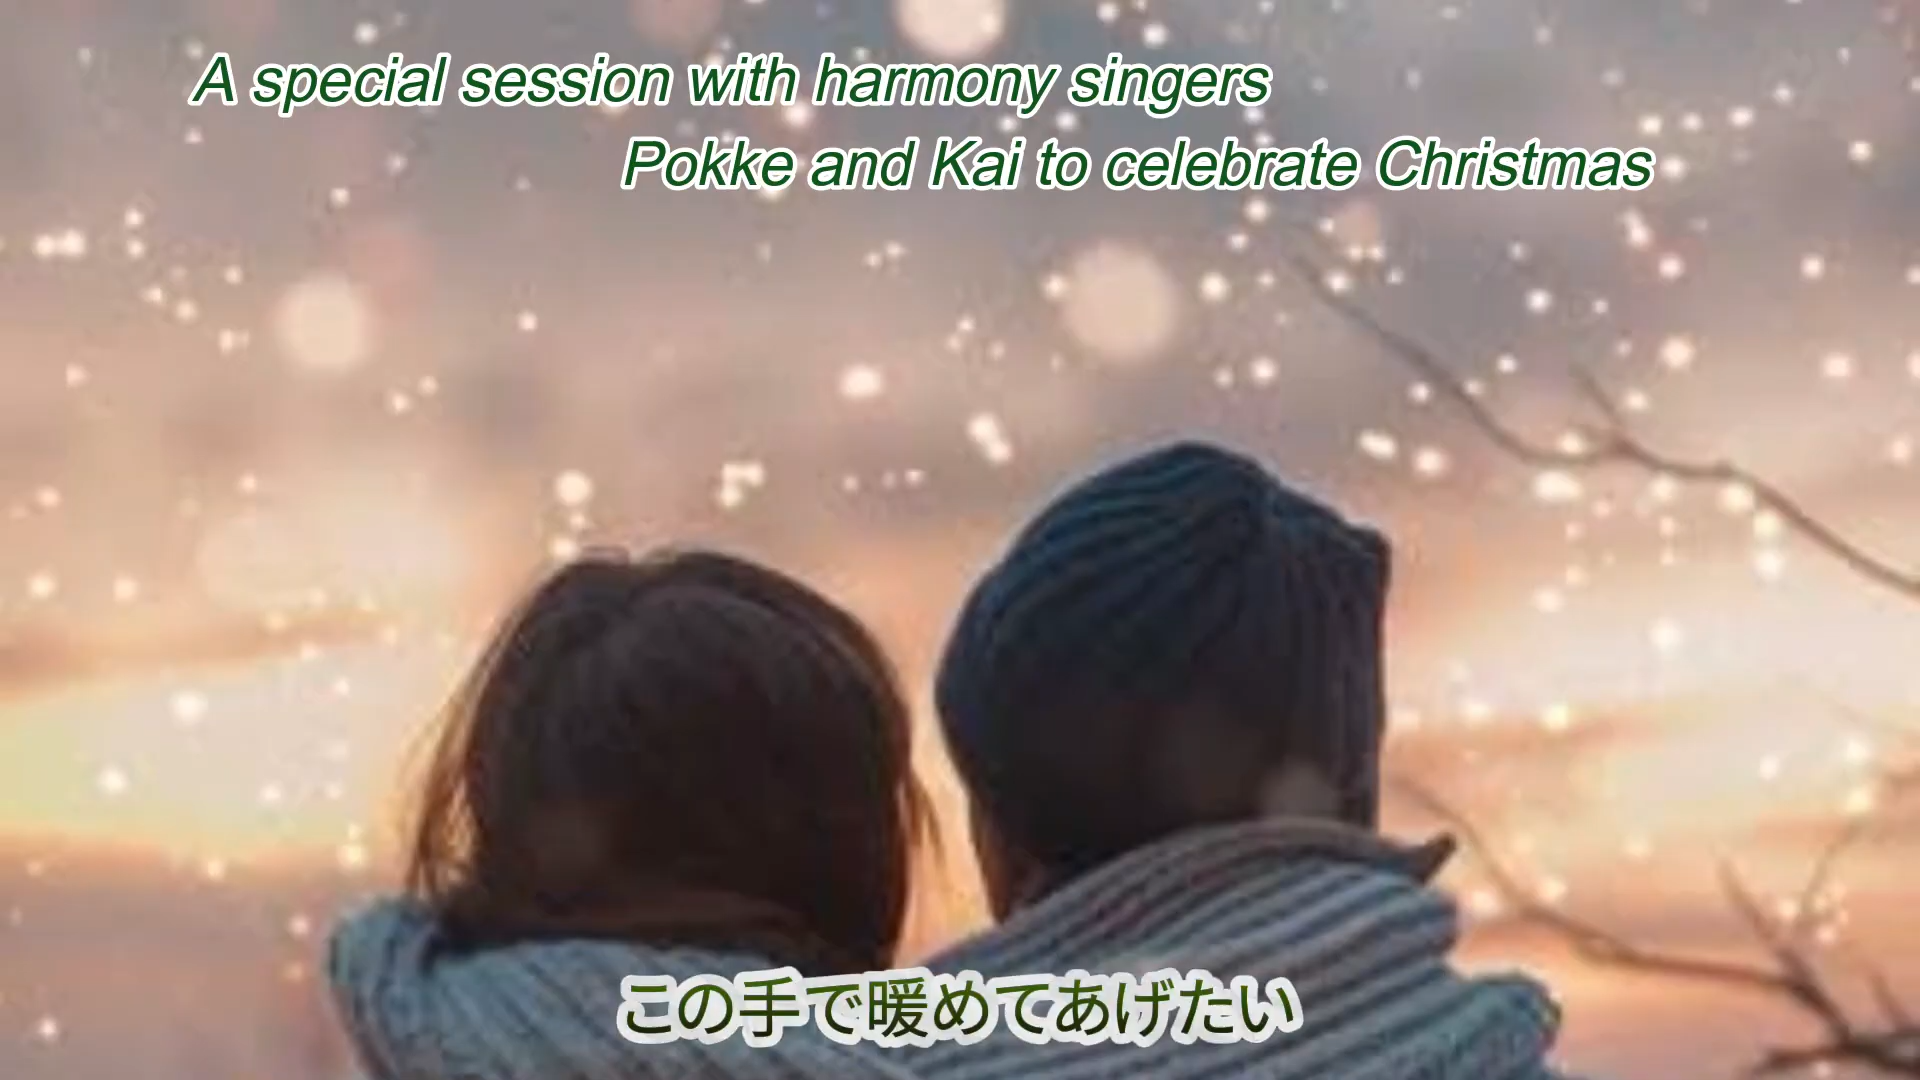 A special session with harmony singers
Pokke and Kai to celebrate Christmas
この手で暖めてあげたい